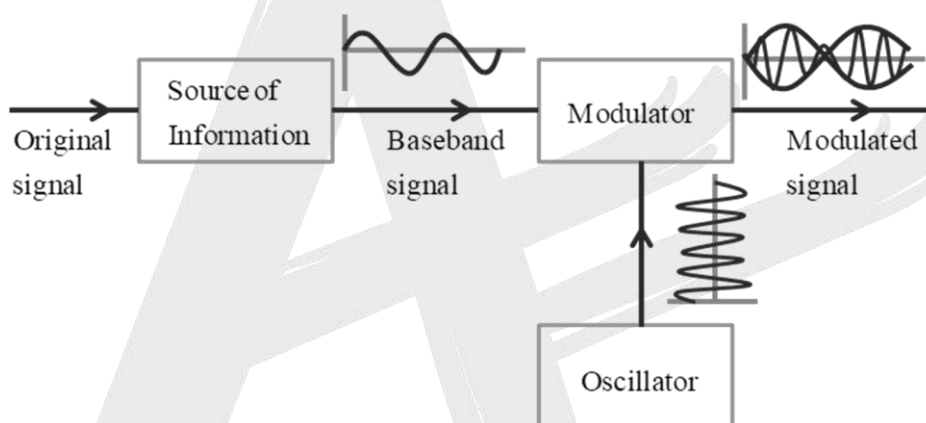 Source of
Information
Modulator
Original
signal
Baseband
signal
Modulated
signal
Oscillator